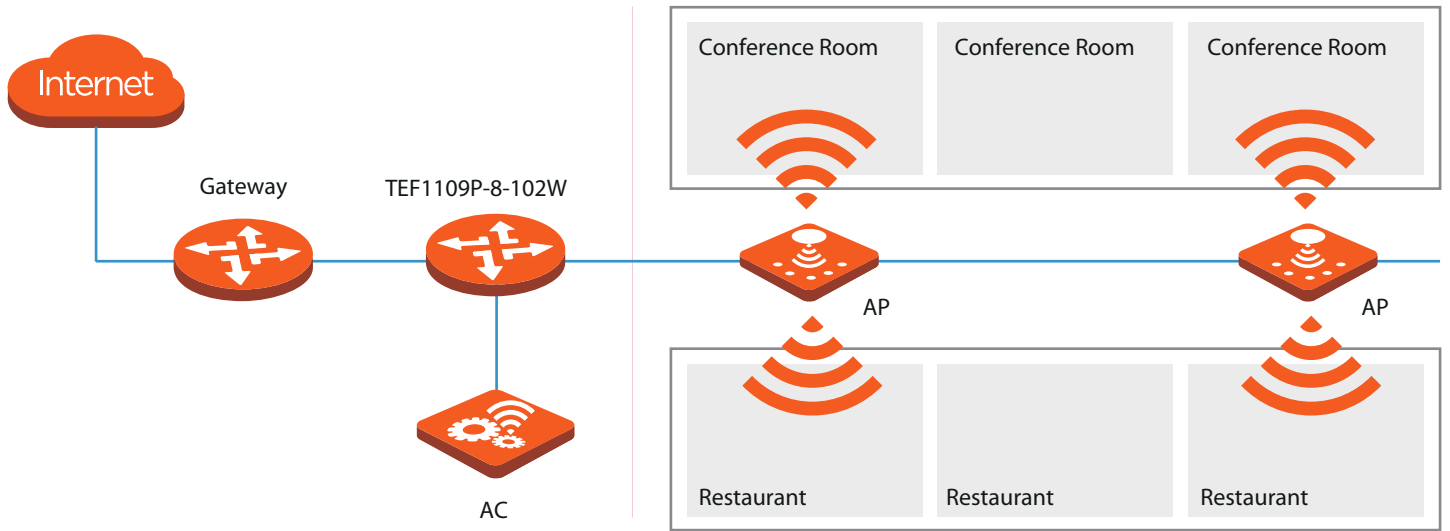 Conference Room
Conference Room
Conference Room
Internet
Gateway
TEF1109P-8-102W
AP
AP
AC
Restaurant
Restaurant
Restaurant